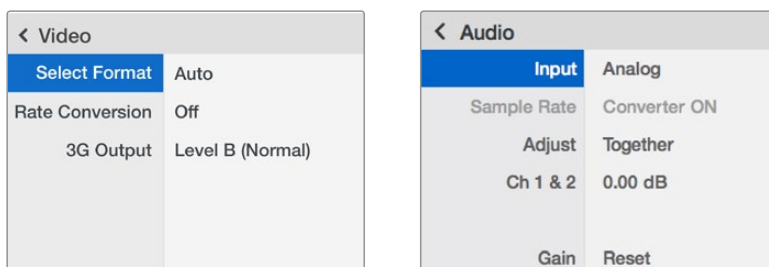 < Video
Select Format Auto
Rate Conversion Off
3G Output Level B (Normal)
< Audio
Input Analog
Sample Rate Converter ON
Adjust Together
Ch 1 & 2 0.00 dB
Gain Reset